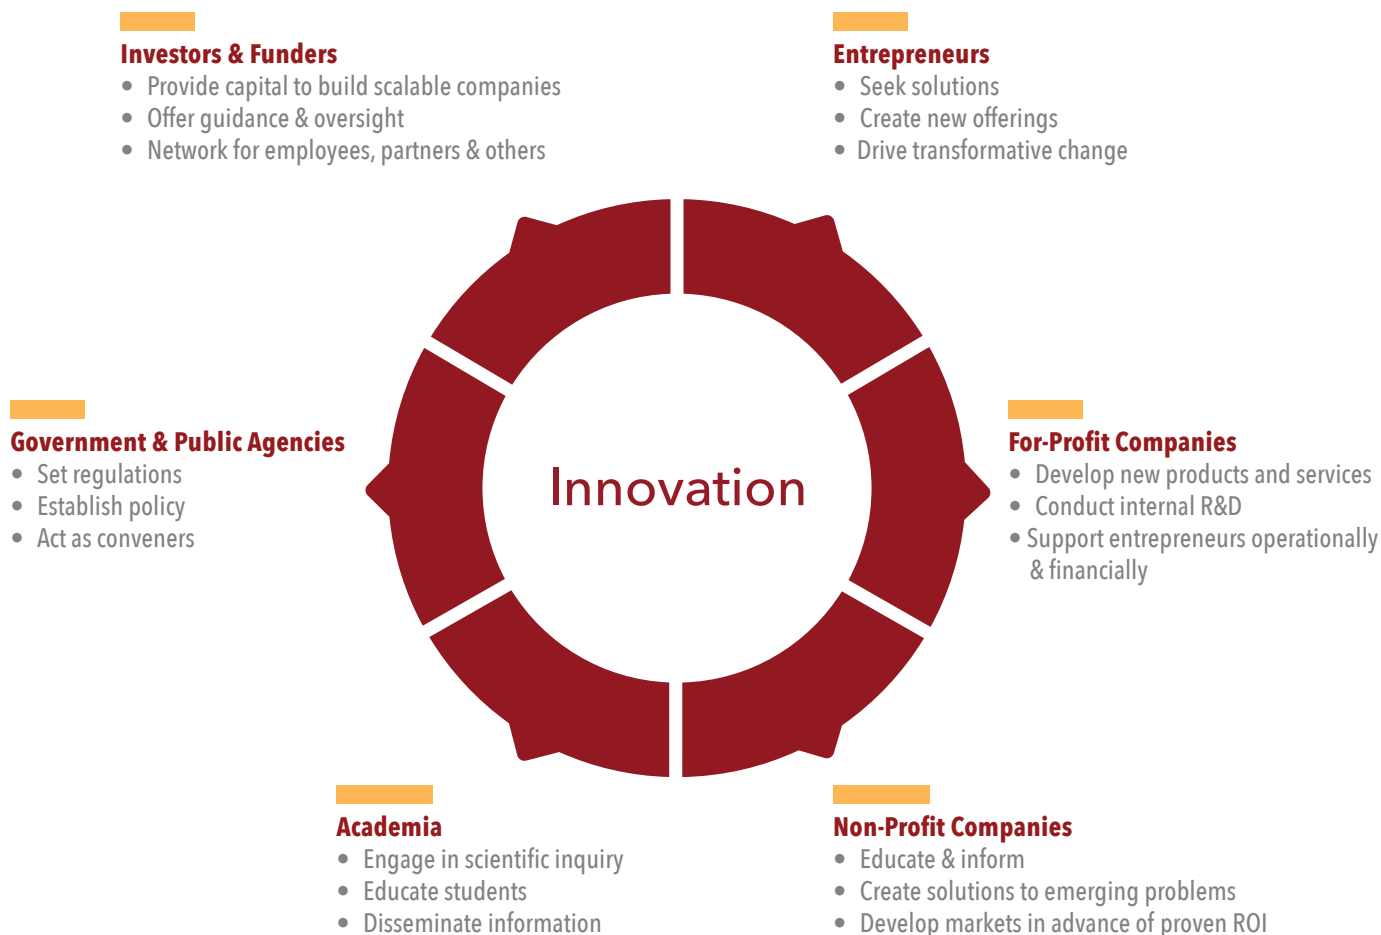 Investors & Funders
• Provide capital to build scalable companies
• Offer guidance & oversight
• Network for employees, partners & others
Entrepreneurs
• Seek solutions
• Create new offerings
• Drive transformative change
Government & Public Agencies
• Set regulations
• Establish policy
• Act as conveners
Innovation
For-Profit Companies
• Develop new products and services
• Conduct internal R&D
• Support entrepreneurs operationally
& financially
Academia
• Engage in scientific inquiry
• Educate students
• Disseminate information
Non-Profit Companies
• Educate & inform
• Create solutions to emerging problems
• Develop markets in advance of proven ROI